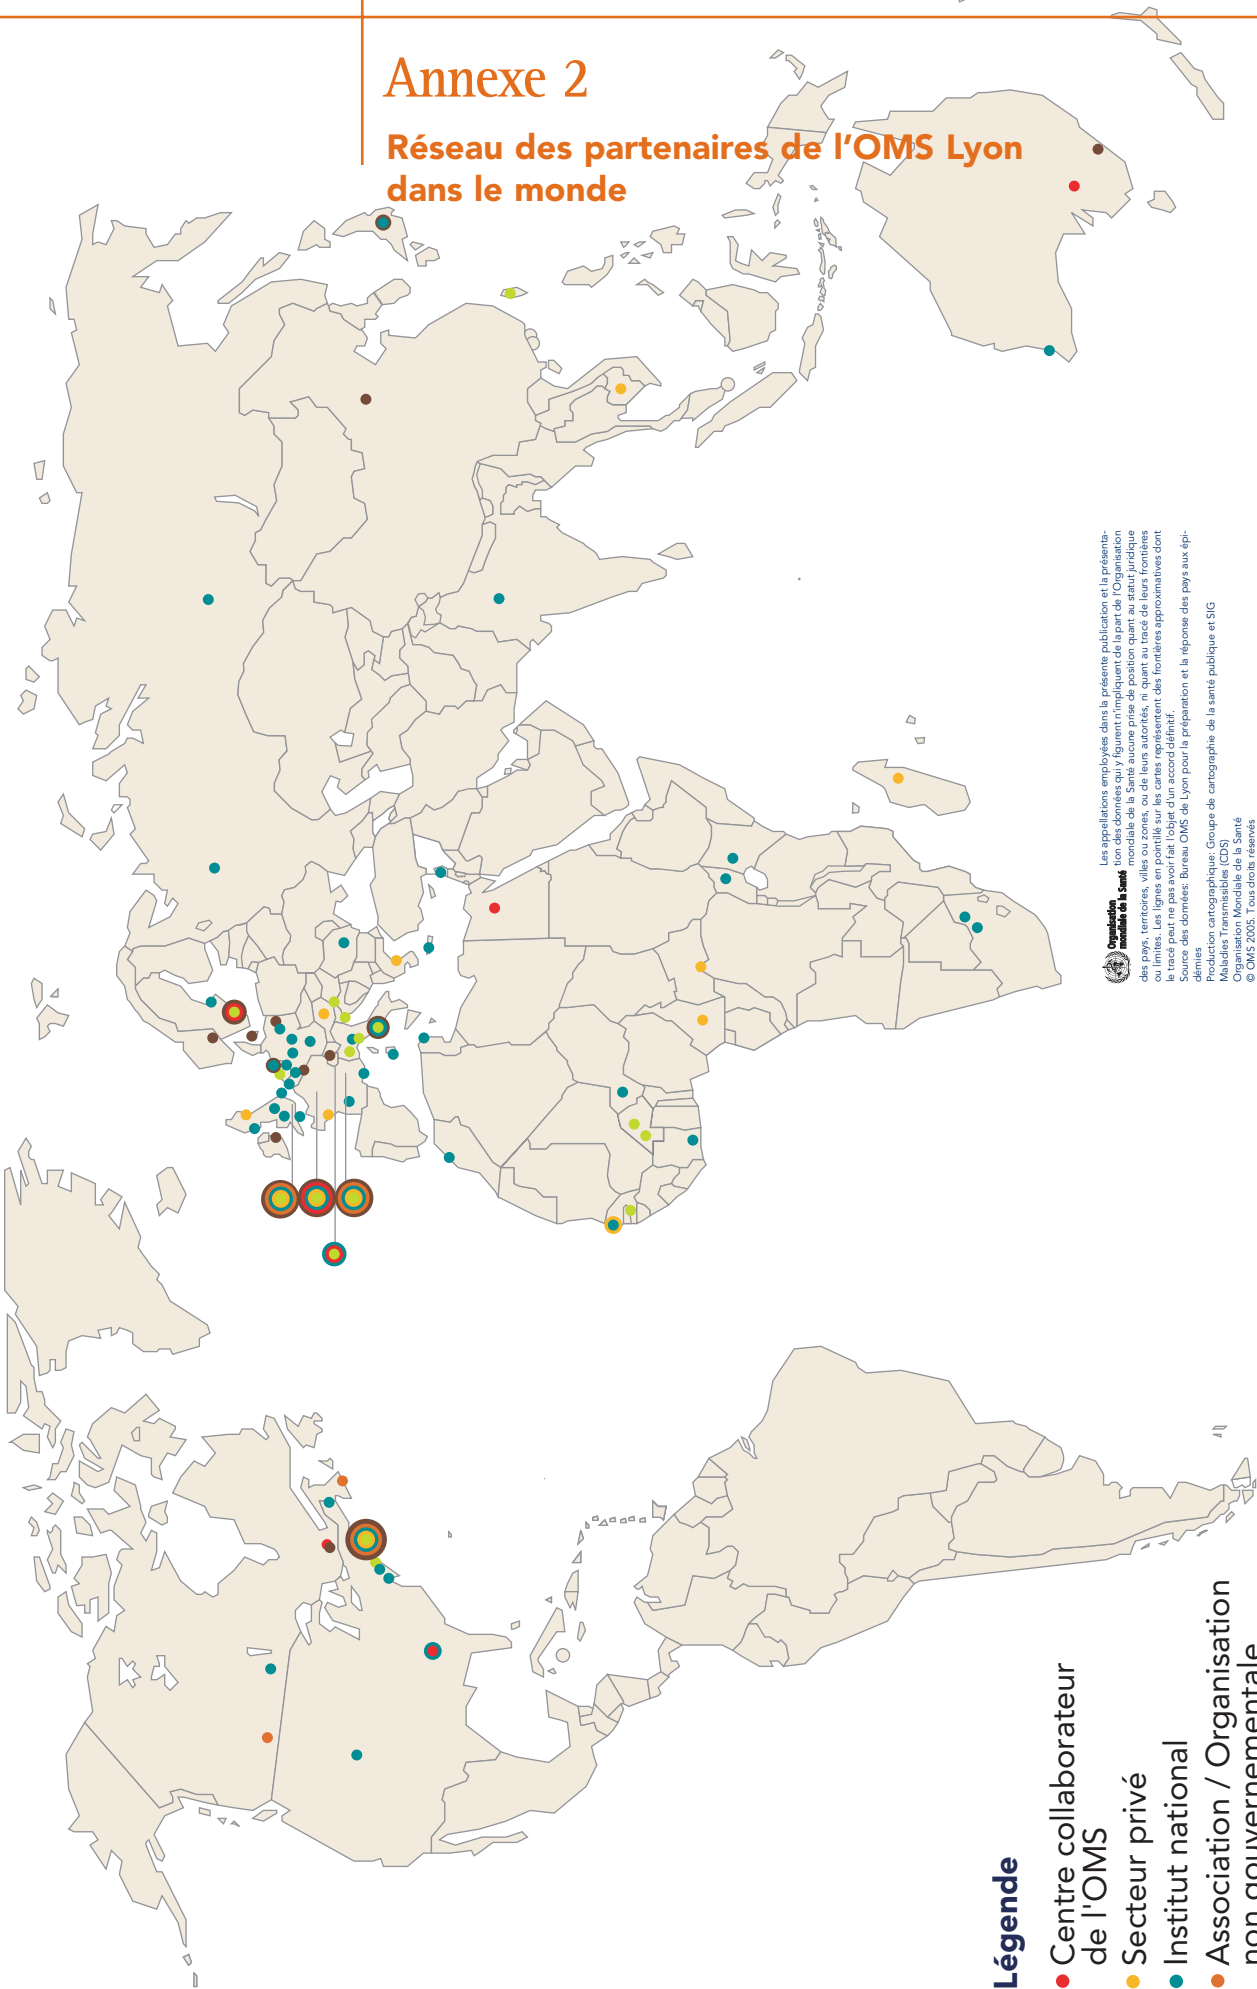 Annexe 2
Réseau des partenaires de l'OMS Lyon
dans le monde
Organisation
mondiale de la Santé
Les appellations employées dans la présente publication et la présenta-
tion des données qui y figurent n'impliquent de la part de l'Organisation
mondiale de la Santé aucune prise de position quant au statut juridique
des pays, territoires, villes ou zones, ou de leurs autorités, ni quant au tracé de leurs frontières
ou limites. Les lignes en pointillé sur les cartes représentent des frontières approximatives dont
le tracé peut ne pas avoir fait l'objet d'un accord définitif.
Source des données: Bureau OMS de Lyon pour la préparation et la réponse des pays aux épi-
démies
Production cartographique: Groupe de cartographie de la santé publique et SIG
Maladies Transmissibles (CDS)
Organisation Mondiale de la Santé
© OMS 2005. Tous droits réservés
Légende
Centre collaborateur
de l'OMS
Secteur privé
Institut national
Association / Organisation
non gouvernementale